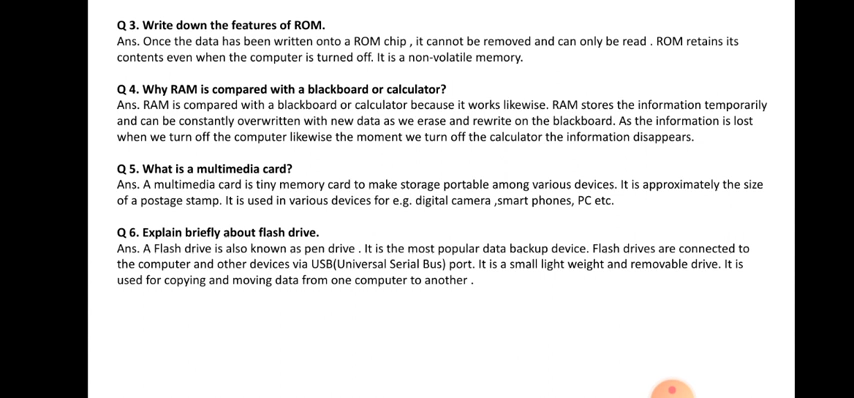 Q 3. Write down the features of ROM.
Ans. Once the data has been written onto a ROM chip , it cannot be removed and can only be read . ROM retains its
contents even when the computer is turned off. It is a non-volatile memory.
Q 4. Why RAM is compared with a blackboard or calculator?
Ans. RAM is compared with a blackboard or calculator because it works likewise. RAM stores the information temporarily
and can be constantly overwritten with new data as we erase and rewrite on the blackboard. As the information is lost
when we turn off the computer likewise the moment we turn off the calculator the information disappears.
Q 5. What is a multimedia card?
Ans. A multimedia card is tiny memory card to make storage portable among various devices. It is approximately the size
of a postage stamp. It is used in various devices for e.g. digital camera ,smart phones, PC etc.
Q 6. Explain briefly about flash drive.
Ans. A Flash drive is also known as pen drive . It is the most popular data backup device. Flash drives are connected to
the computer and other devices via USB(Universal Serial Bus) port. It is a small light weight and removable drive. It is
used for copying and moving data from one computer to another .